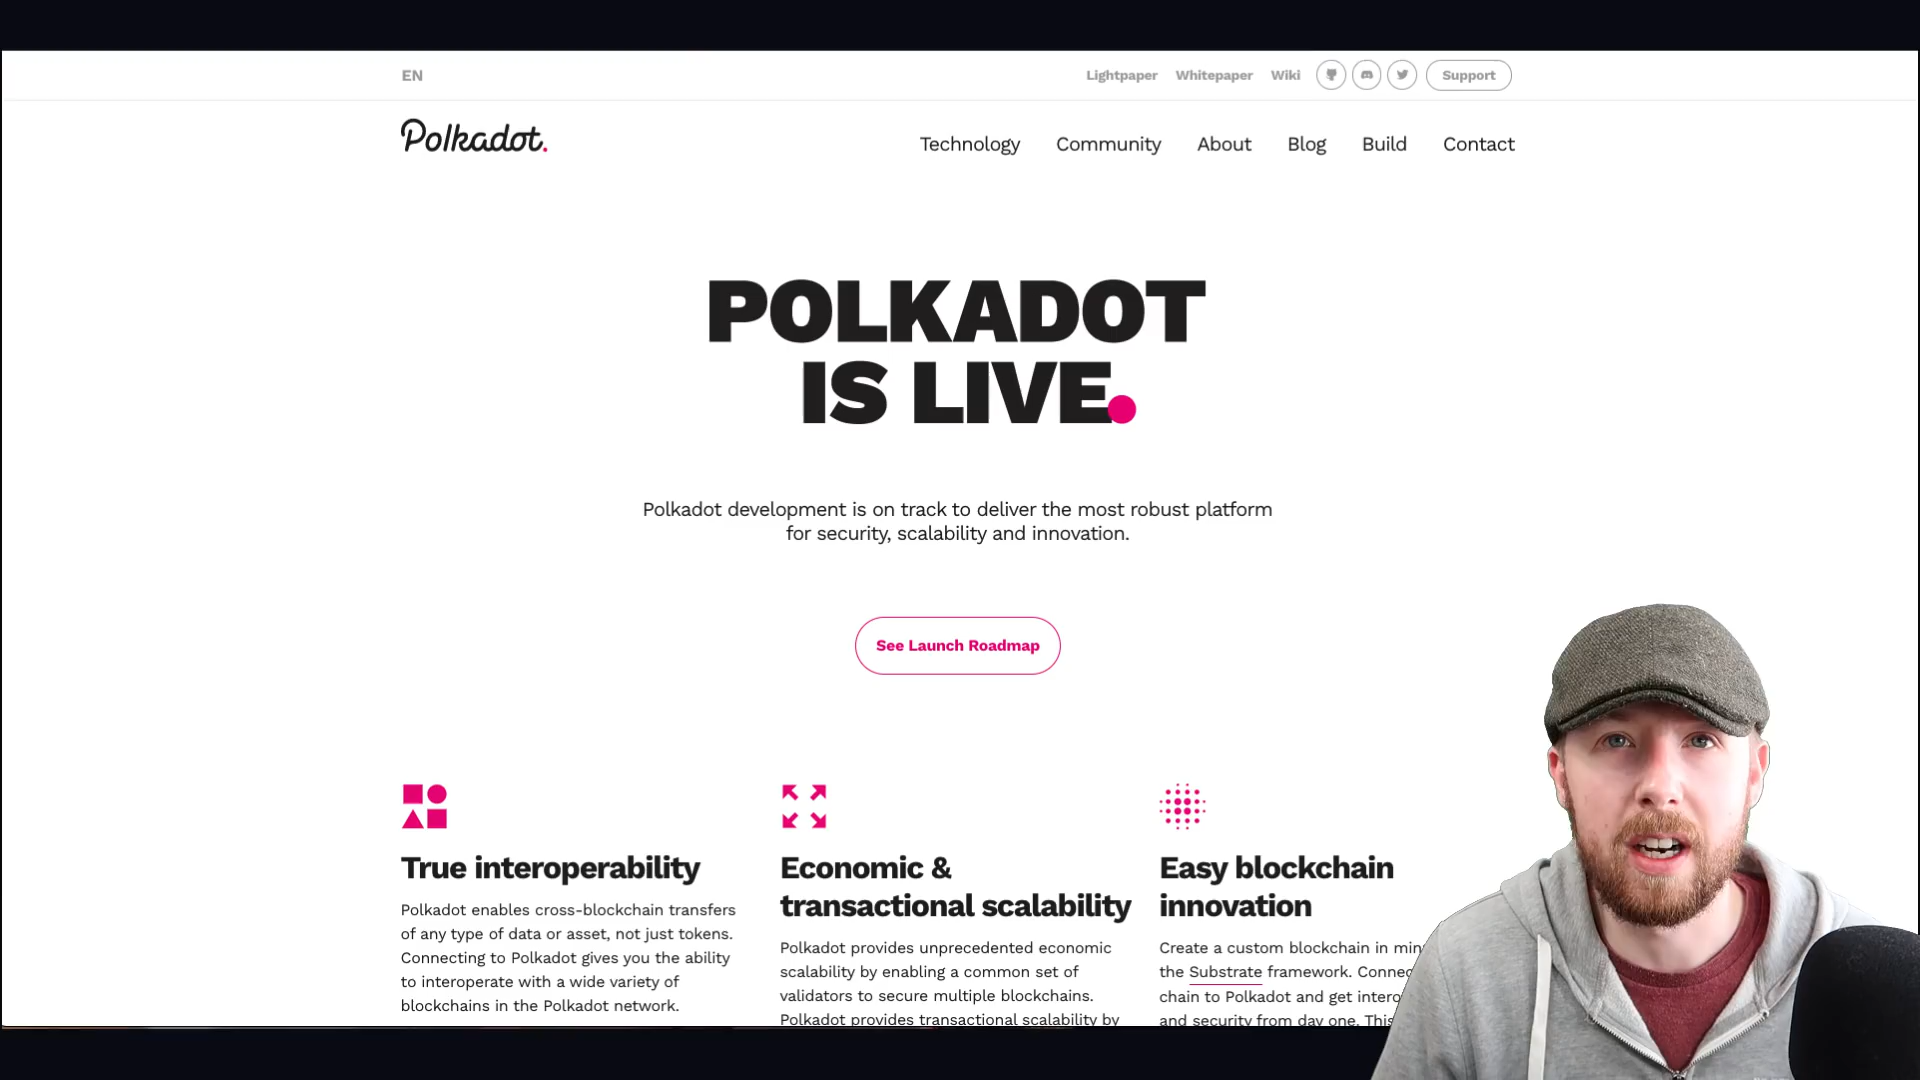 EN
Lightpaper Whitepaper Wiki Support
Polkadot.
Technology Community About Blog Build Contact
POLKADOT
IS LIVE.
Polkadot development is on track to deliver the most robust platform
for security, scalability and innovation.
See Launch Roadmap
True interoperability
Polkadot enables cross-blockchain transfers
of any type of data or asset, not just tokens.
Connecting to Polkadot gives you the ability
to interoperate with a wide variety of
blockchains in the Polkadot network.
Economic &
transactional scalability
Polkadot provides unprecedented economic
scalability by enabling a common set of
validators to secure multiple blockchains.
Polkadot provides transactional scalability by
Easy blockchain
innovation
Create a custom blockchain in
the Substrate framework.
chain to Polkadot and get
and security from day one. This